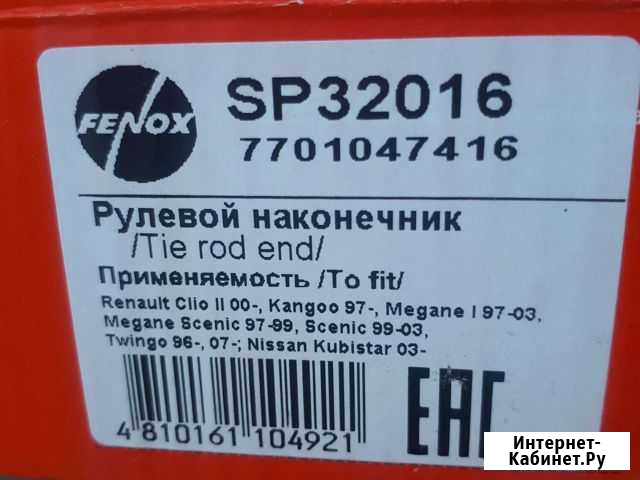 FENOX
SP32016
7701047416
Рулевой наконечник
/Tie rod end/
Применяемость /To fit/
Renault Clio II 00-, Kangoo 97-, Megane I 97-03,
Megane Scenic 97-99, Scenic 99-03,
Twingo 96-, 07-; Nissan Kubistar 03-
4 810161 104921
EAC
Интернет-
Кабинет.Ру